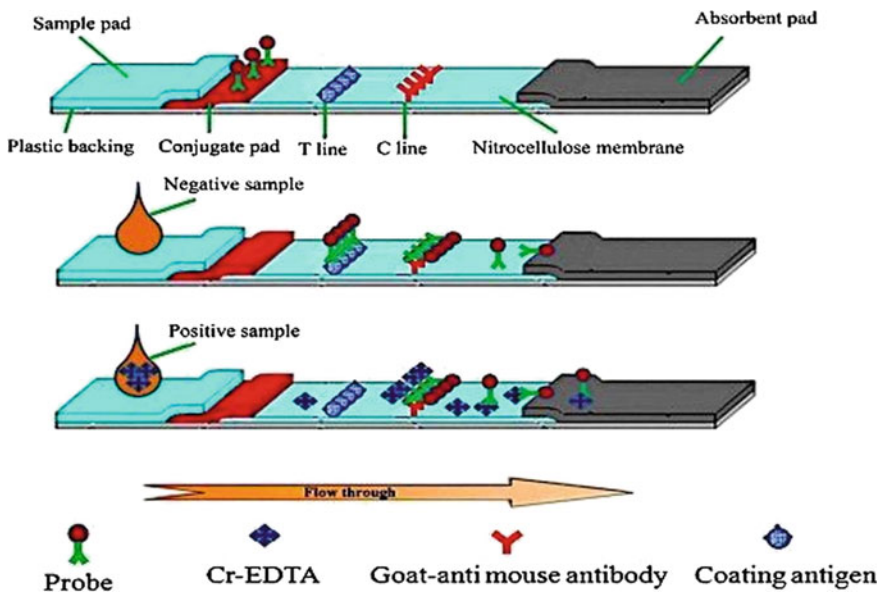 Sample pad
Absorbent pad
Plastic backing
Conjugate pad
T line
C line
Nitrocellulose membrane
Negative sample
Positive sample
Flow through
Probe
Cr-EDTA
Goat-anti mouse antibody
Coating antigen